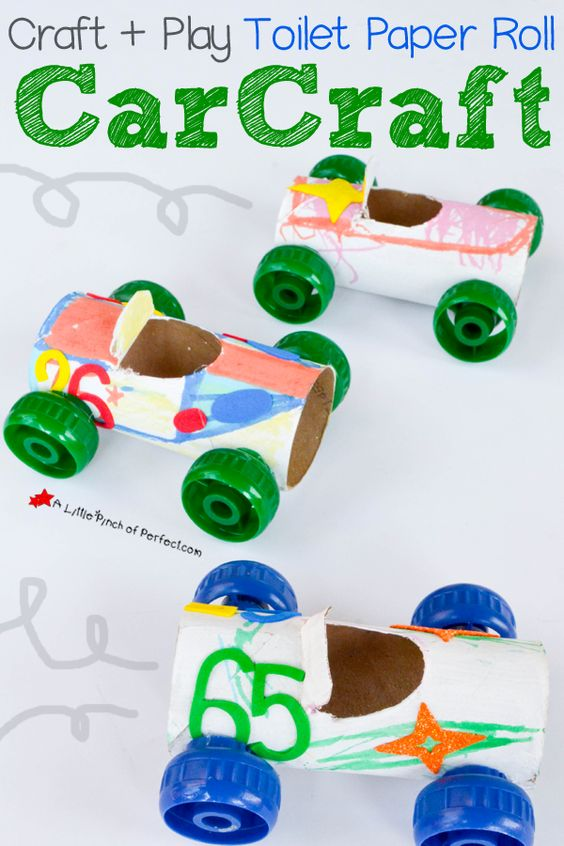 Craft + Play Toilet Paper Roll
CarCraft
26
A Little Pinch of Perfect.com
65